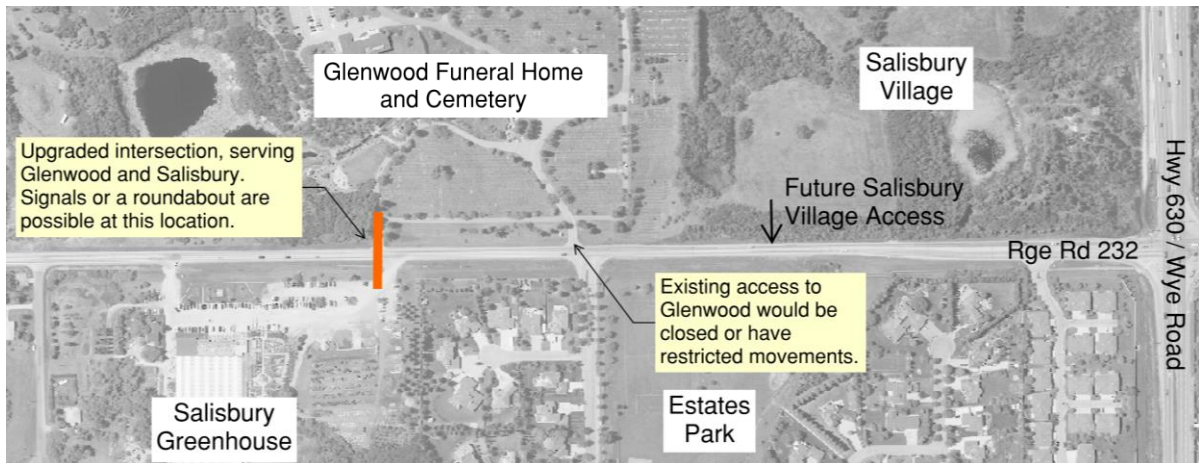 Glenwood Funeral Home
and Cemetery
Salisbury
Village
Upgraded intersection, serving
Glenwood and Salisbury.
Signals or a roundabout are
possible at this location.
Future Salisbury
Village Access
Rge Rd 232
Hwy 630 / Wye Road
Existing access to
Glenwood would be
closed or have
restricted movements.
Salisbury
Greenhouse
Estates
Park